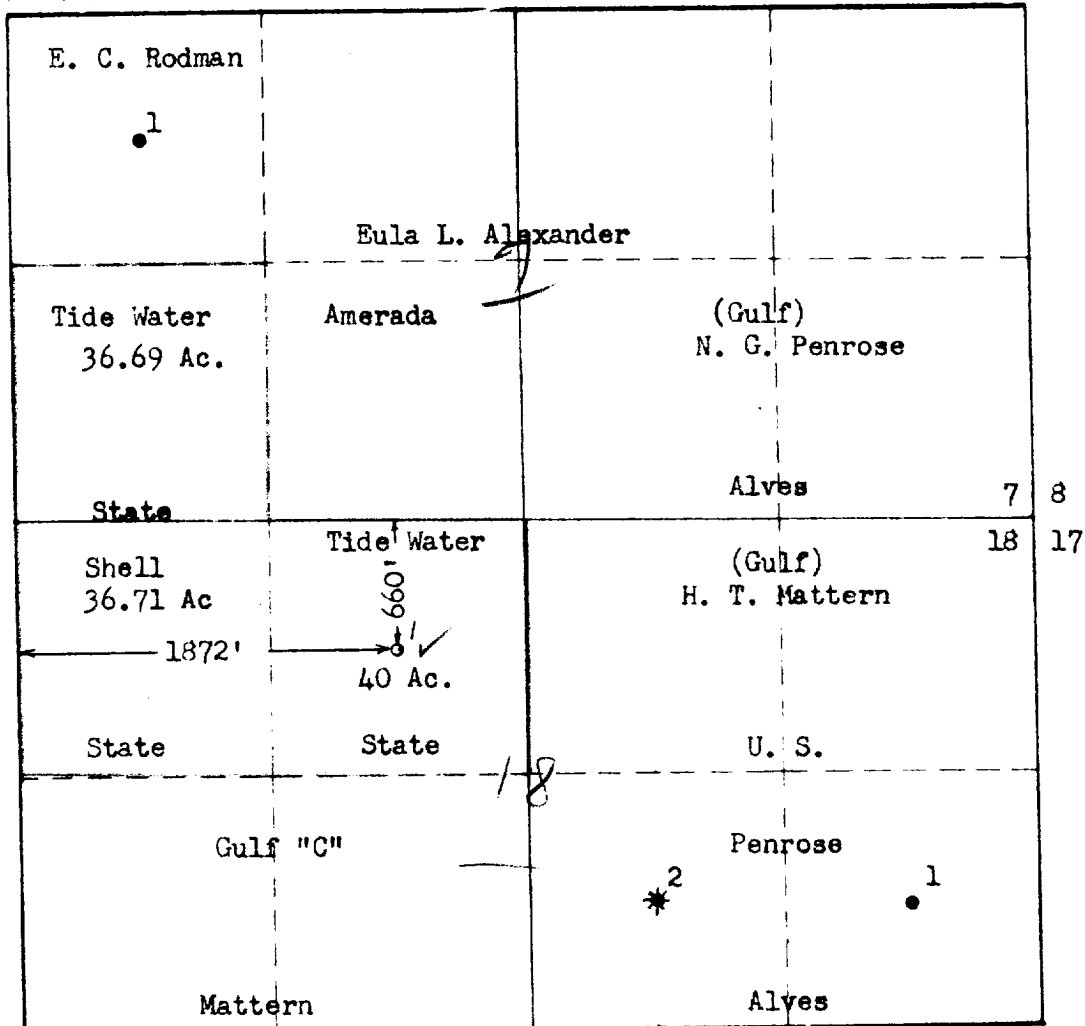 E. C. Rodman
1
Eula L. Alexander
7
Tide Water
36.69 Ac.
Amerada
(Gulf)
N. G. Penrose
State
Alves
7 8
18 17
Shell
36.71 Ac
Tide Water
660'
(Gulf)
H. T. Mattern
1872'
1
40 Ac.
State
State
U. S.
18
Gulf "C"
Penrose
2
1
Mattern
Alves